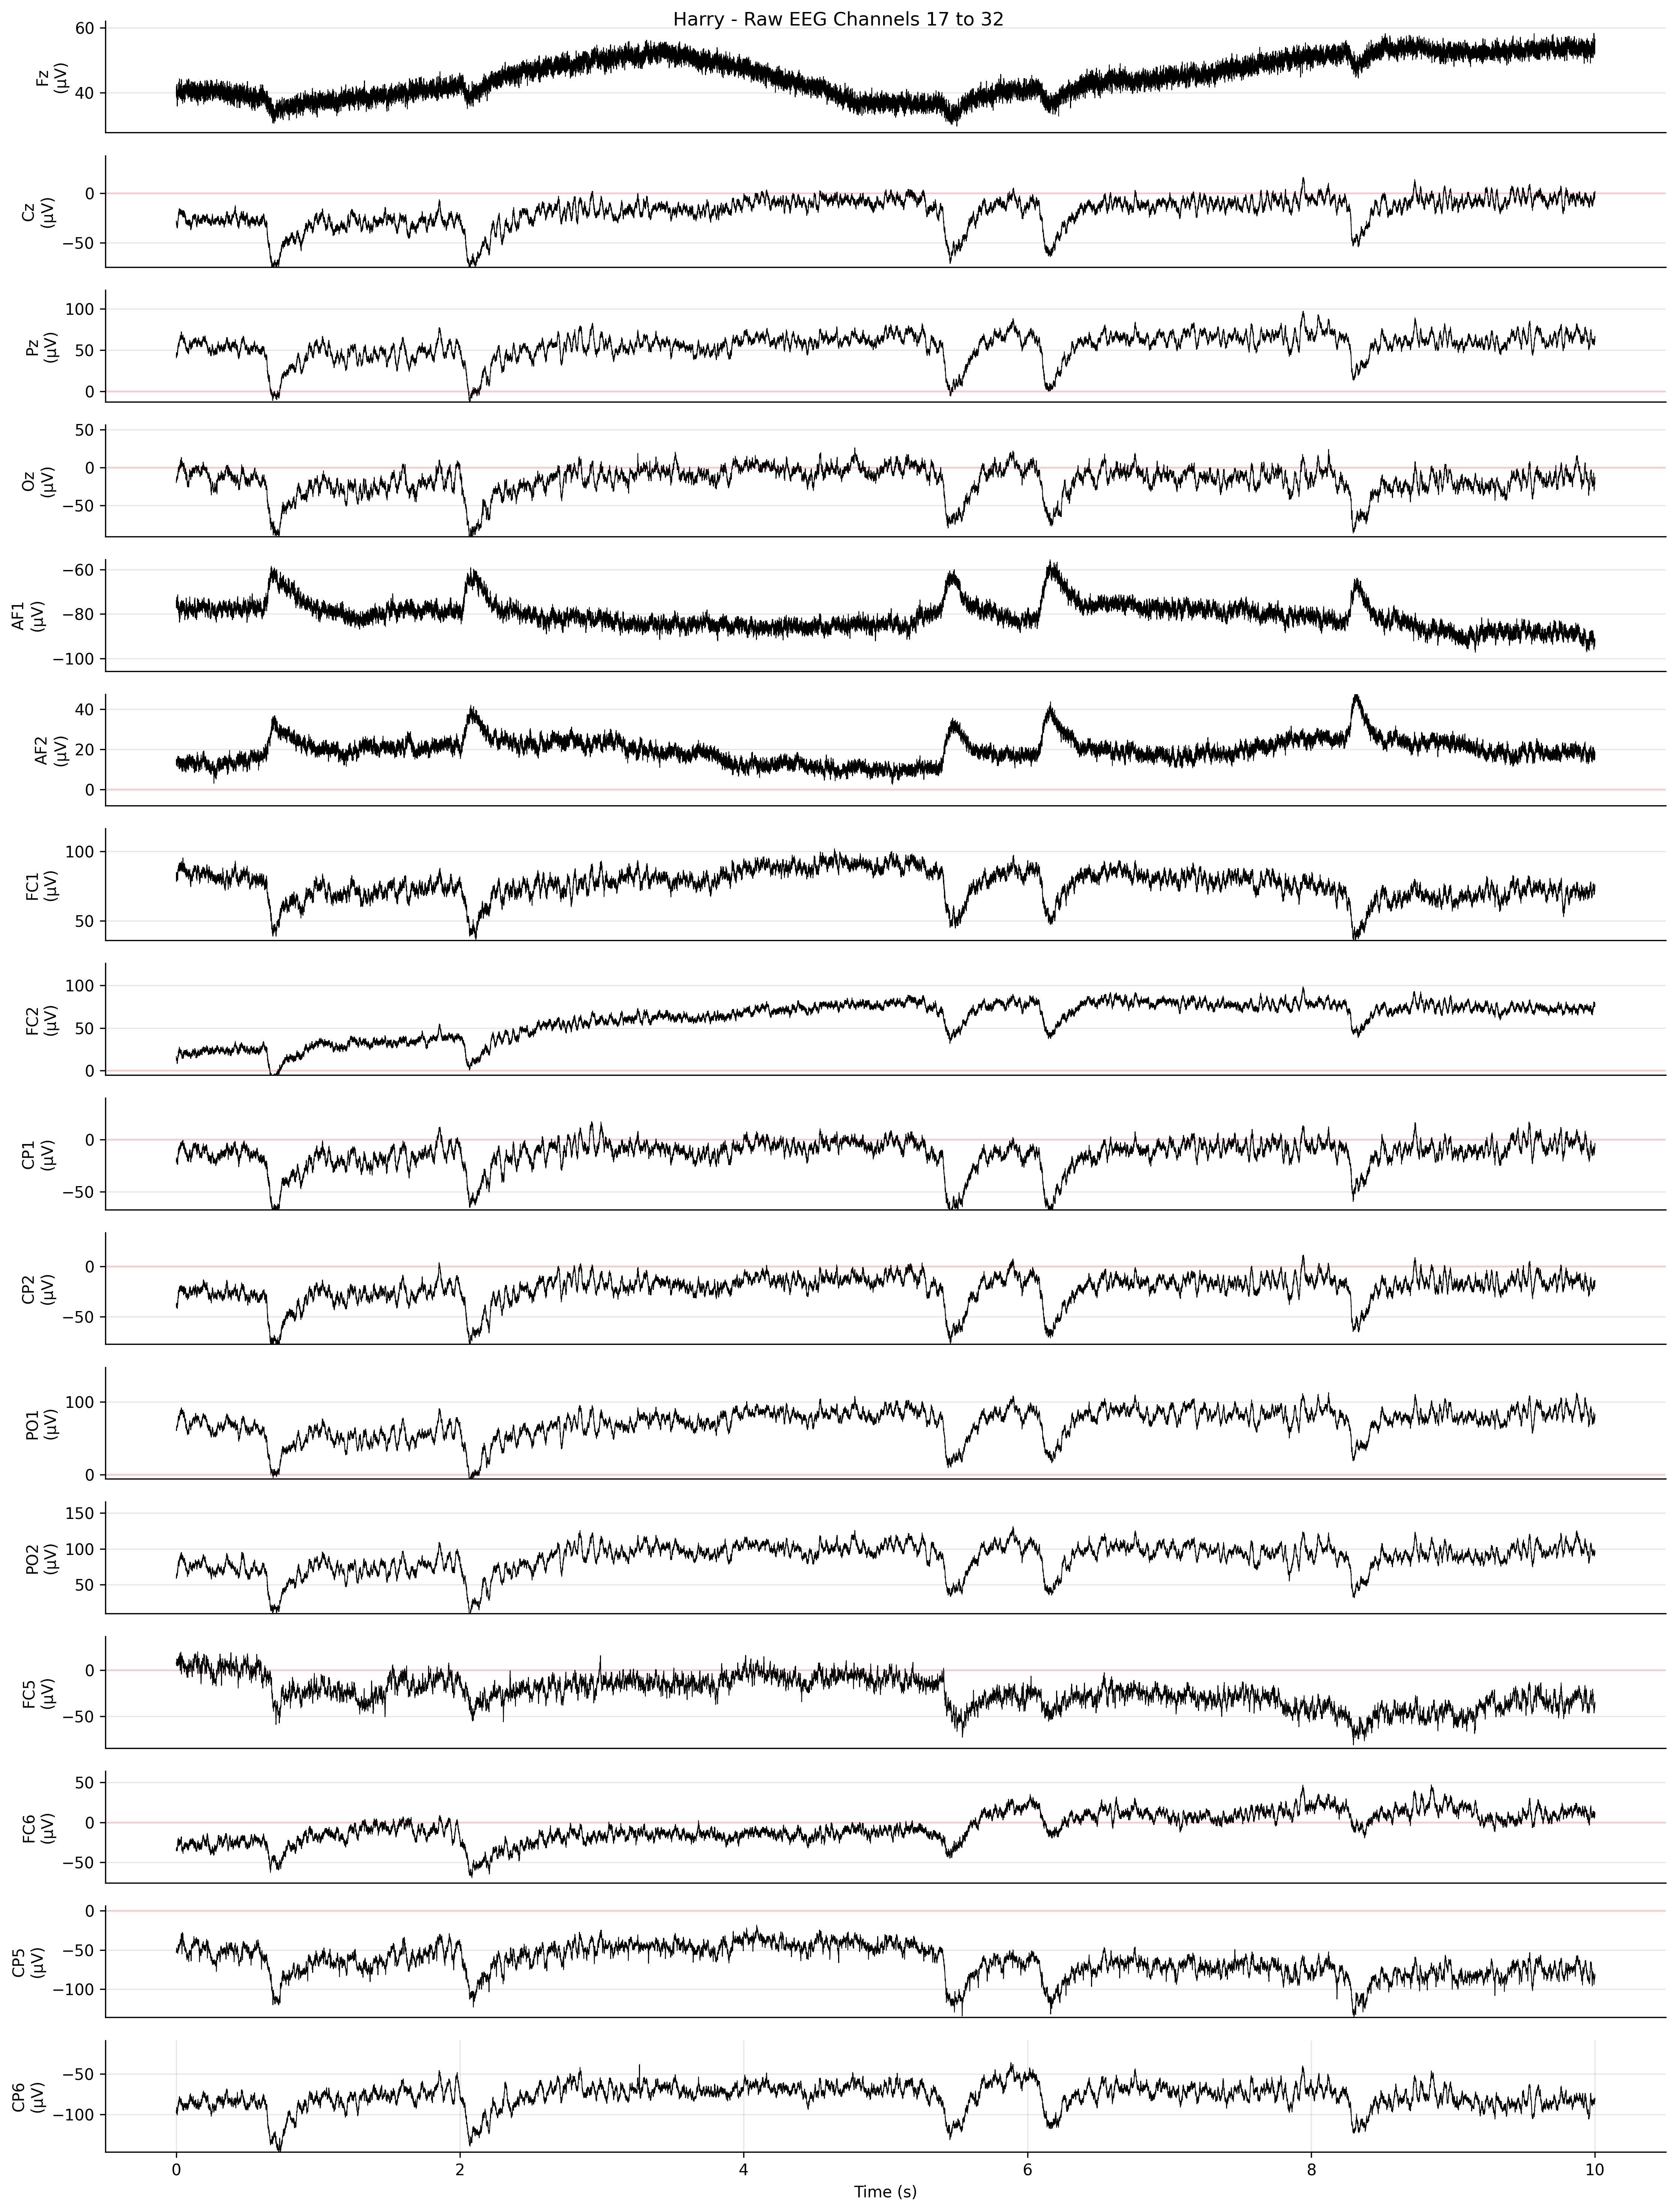 Harry - Raw EEG Channels 17 to 32
Fz
(µV)
60
40
Cz
(µV)
0
−50
Pz
(µV)
100
50
0
Oz
(µV)
50
0
−50
AF1
(µV)
−60
−80
−100
AF2
(µV)
40
20
0
FC1
(µV)
100
50
FC2
(µV)
100
50
0
CP1
(µV)
0
−50
CP2
(µV)
0
−50
PO1
(µV)
100
0
PO2
(µV)
150
100
50
FC5
(µV)
0
−50
FC6
(µV)
50
0
−50
CP5
(µV)
0
−50
−100
CP6
(µV)
−50
−100
0 2 4 6 8 10
Time (s)